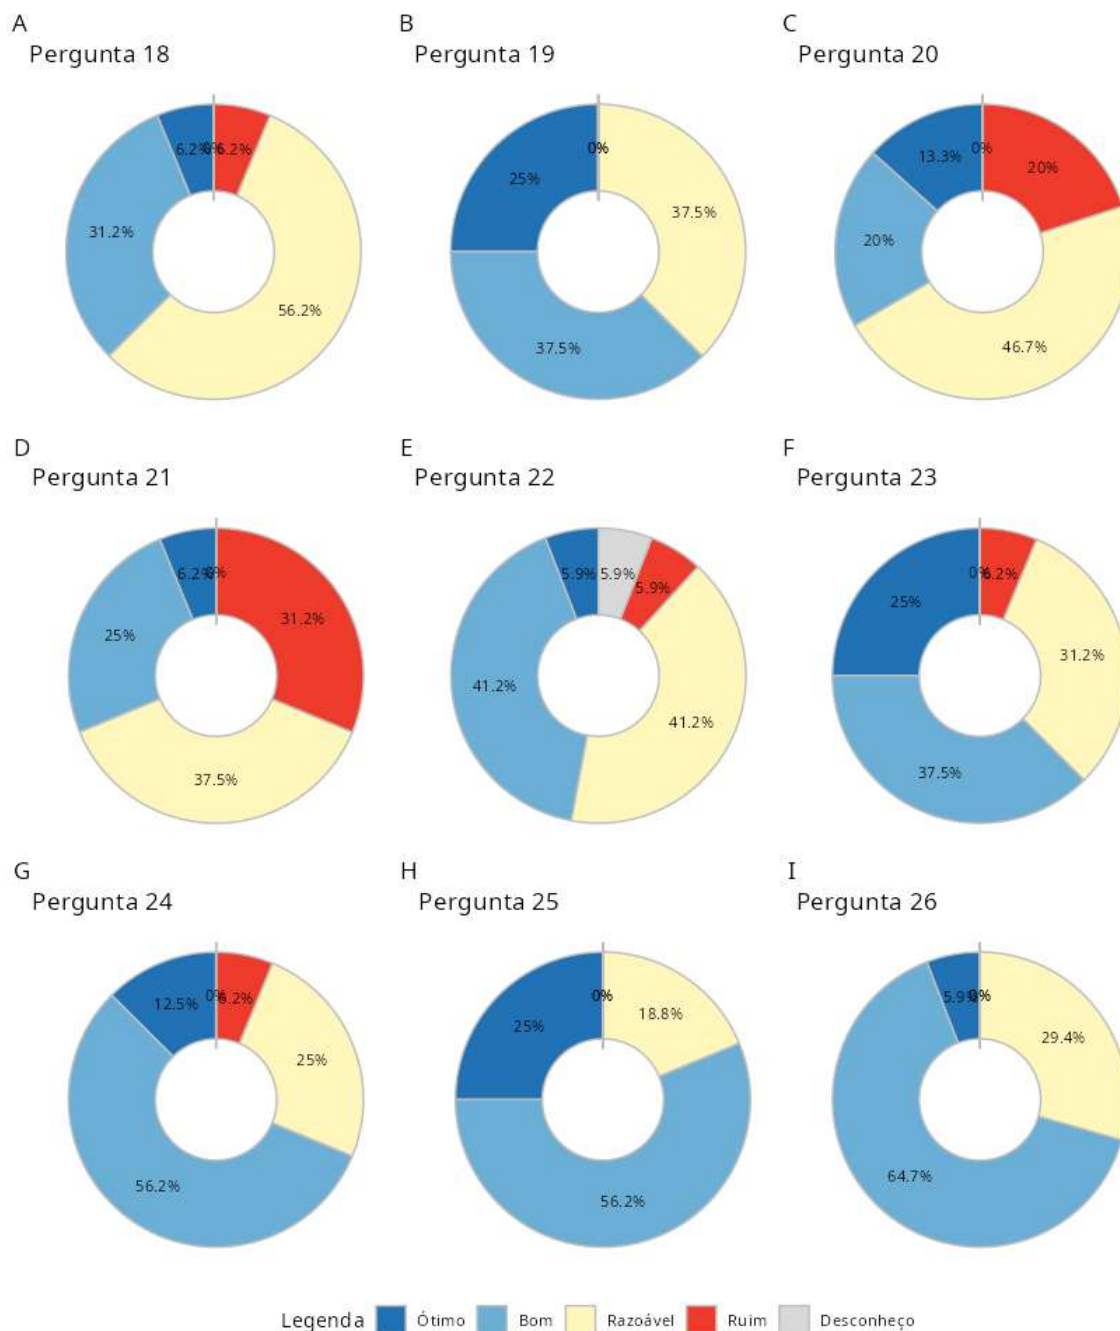 A B C
Pergunta 18 Pergunta 19 Pergunta 20
6.2% 0% 6.2% 31.2% 56.2%
0% 25% 37.5% 37.5%
13.3% 0% 20% 20% 46.7%
D E F
Pergunta 21 Pergunta 22 Pergunta 23
6.2% 0% 31.2% 25% 37.5%
5.9% 5.9% 5.9% 41.2% 41.2%
0% 6.2% 25% 31.2% 37.5%
G H I
Pergunta 24 Pergunta 25 Pergunta 26
12.5% 0% 6.2% 25% 56.2%
0% 18.8% 25% 56.2%
5.9% 0% 29.4% 64.7%
Legenda Ótimo Bom Razoável Ruim Desconheço